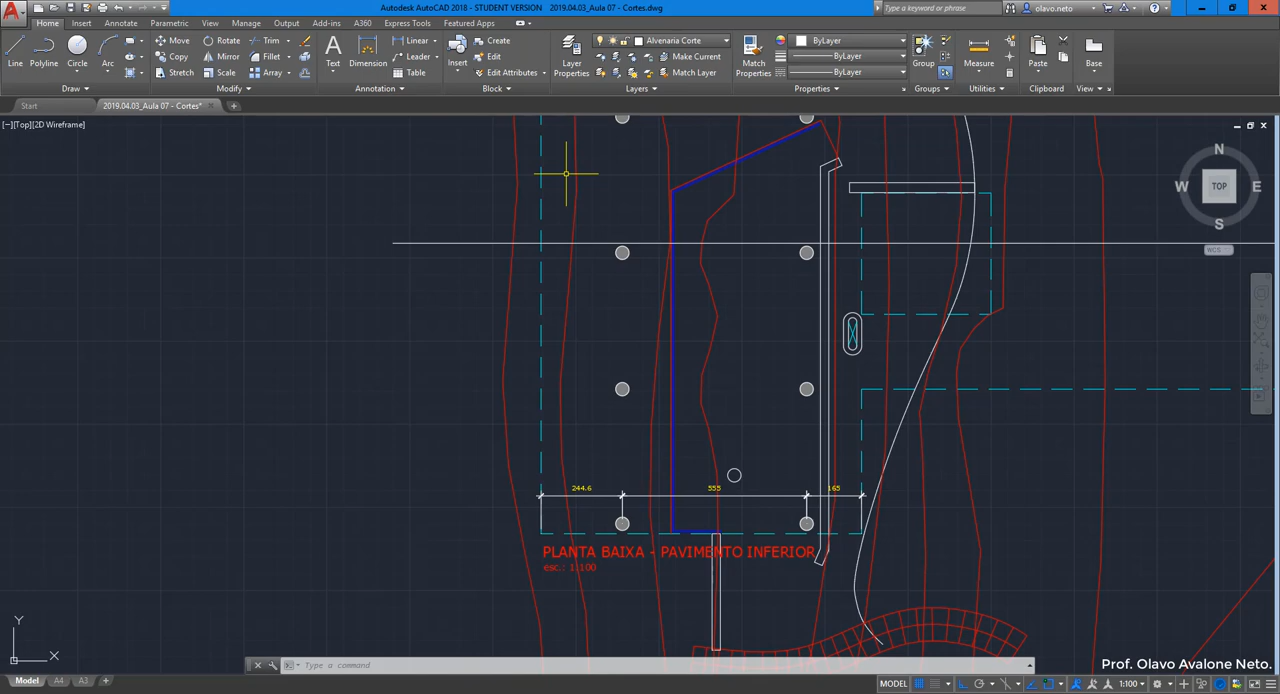 Autodesk AutoCAD 2018 - STUDENT VERSION 2019.04.03_Aula 07 - Cortes.dwg
Type a keyword or phrase
olavo.neto
Home Insert Annotate Parametric View Manage Output Add-ins A360 Express Tools Featured Apps
Line Polyline Circle Arc
Move Rotate Trim
Copy Mirror Fillet
Stretch Scale Array
Text Dimension
Linear
Leader
Table
Insert
Create
Edit
Edit Attributes
Layer Properties
Alvenaria Corte
Make Current
Match Layer
Match Properties
ByLayer
ByLayer
ByLayer
Group
Measure
Paste
Base
Draw Modify Annotation Block Layers Properties Groups Utilities Clipboard View
Start 2019.04.03_Aula 07 - Cortes*
[−][Top][2D Wireframe]
N
W TOP E
S
WCS
244.6 555 165
PLANTA BAIXA - PAVIMENTO INFERIOR
esc.: 1:100
Y
X
Type a command
Prof. Olavo Avalone Neto.
Model A4 A3
MODEL
1:100